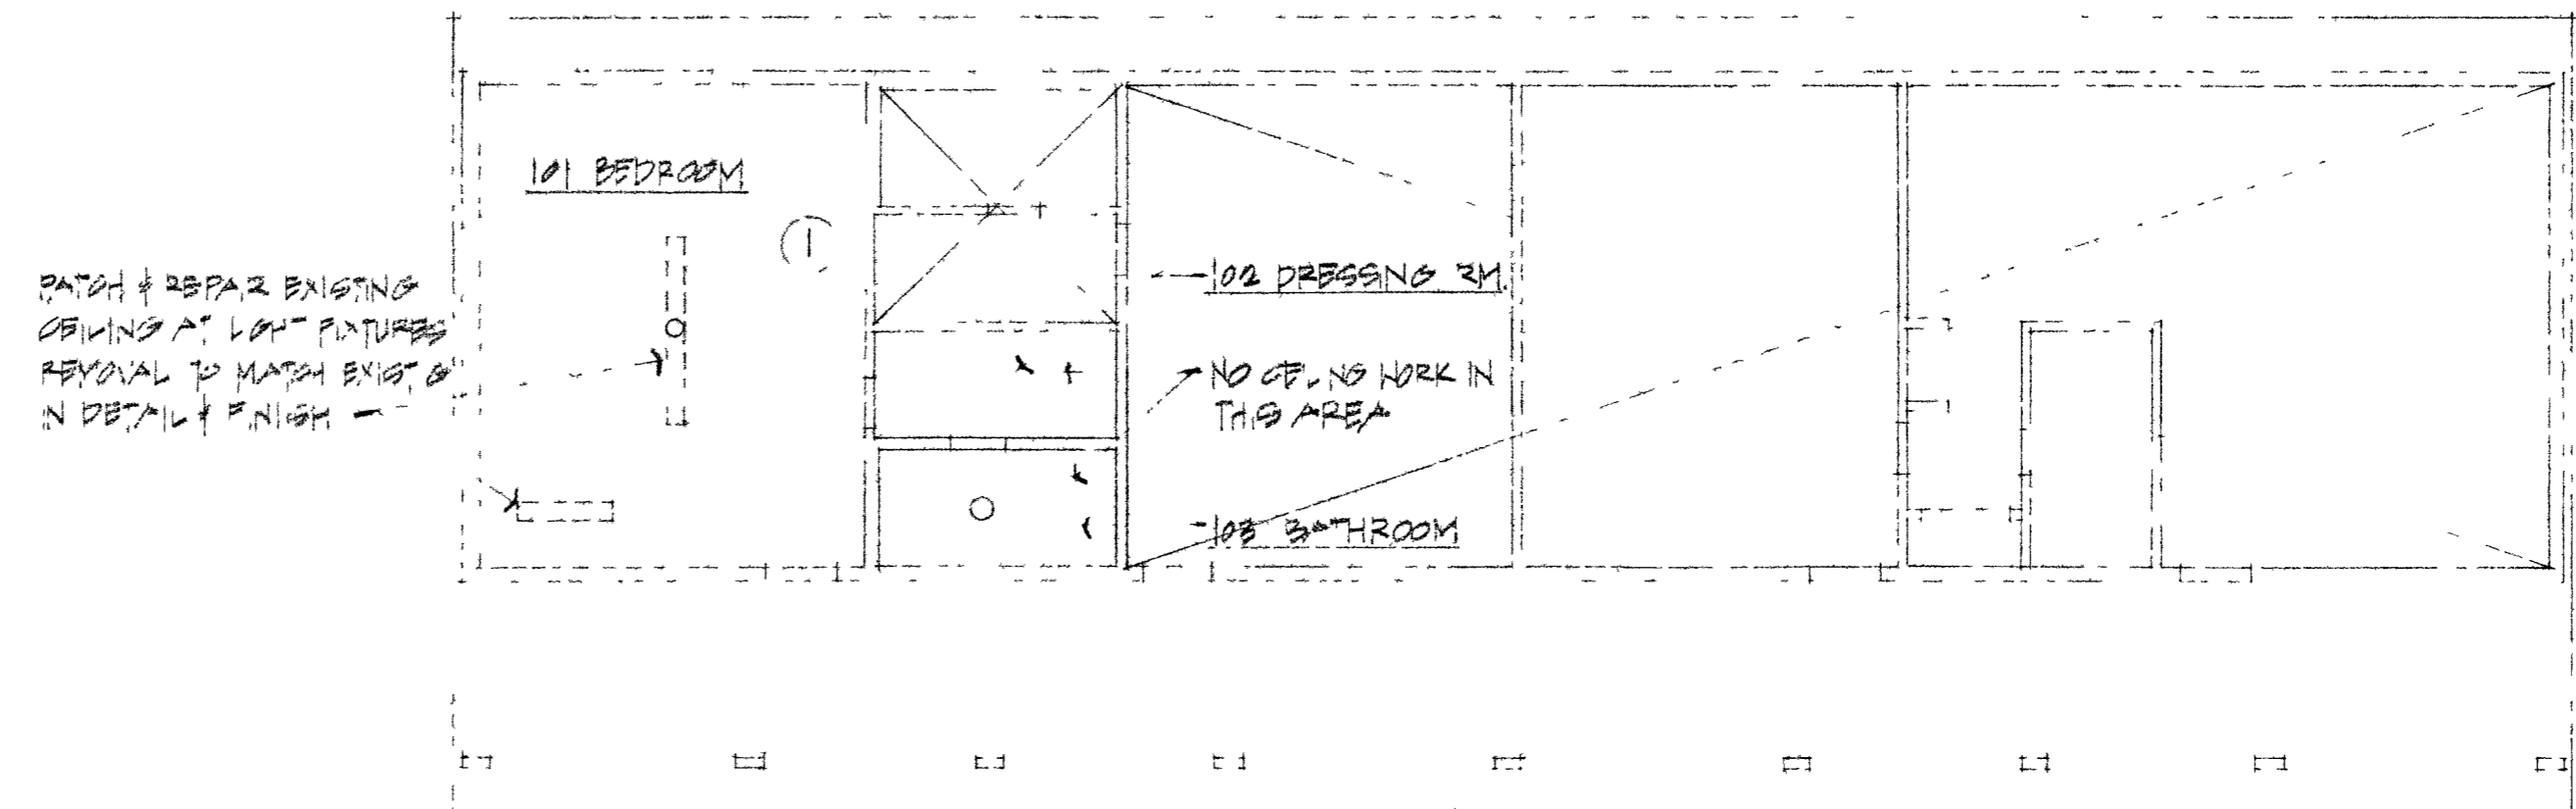 101 BEDROOM
1
PATCH & REPAIR EXISTING
CEILING AT LIGHT FIXTURES
REMOVAL TO MATCH EXIST'G
IN DETAIL & FINISH
102 DRESSING RM.
NO CEILING WORK IN
THIS AREA
103 BATHROOM